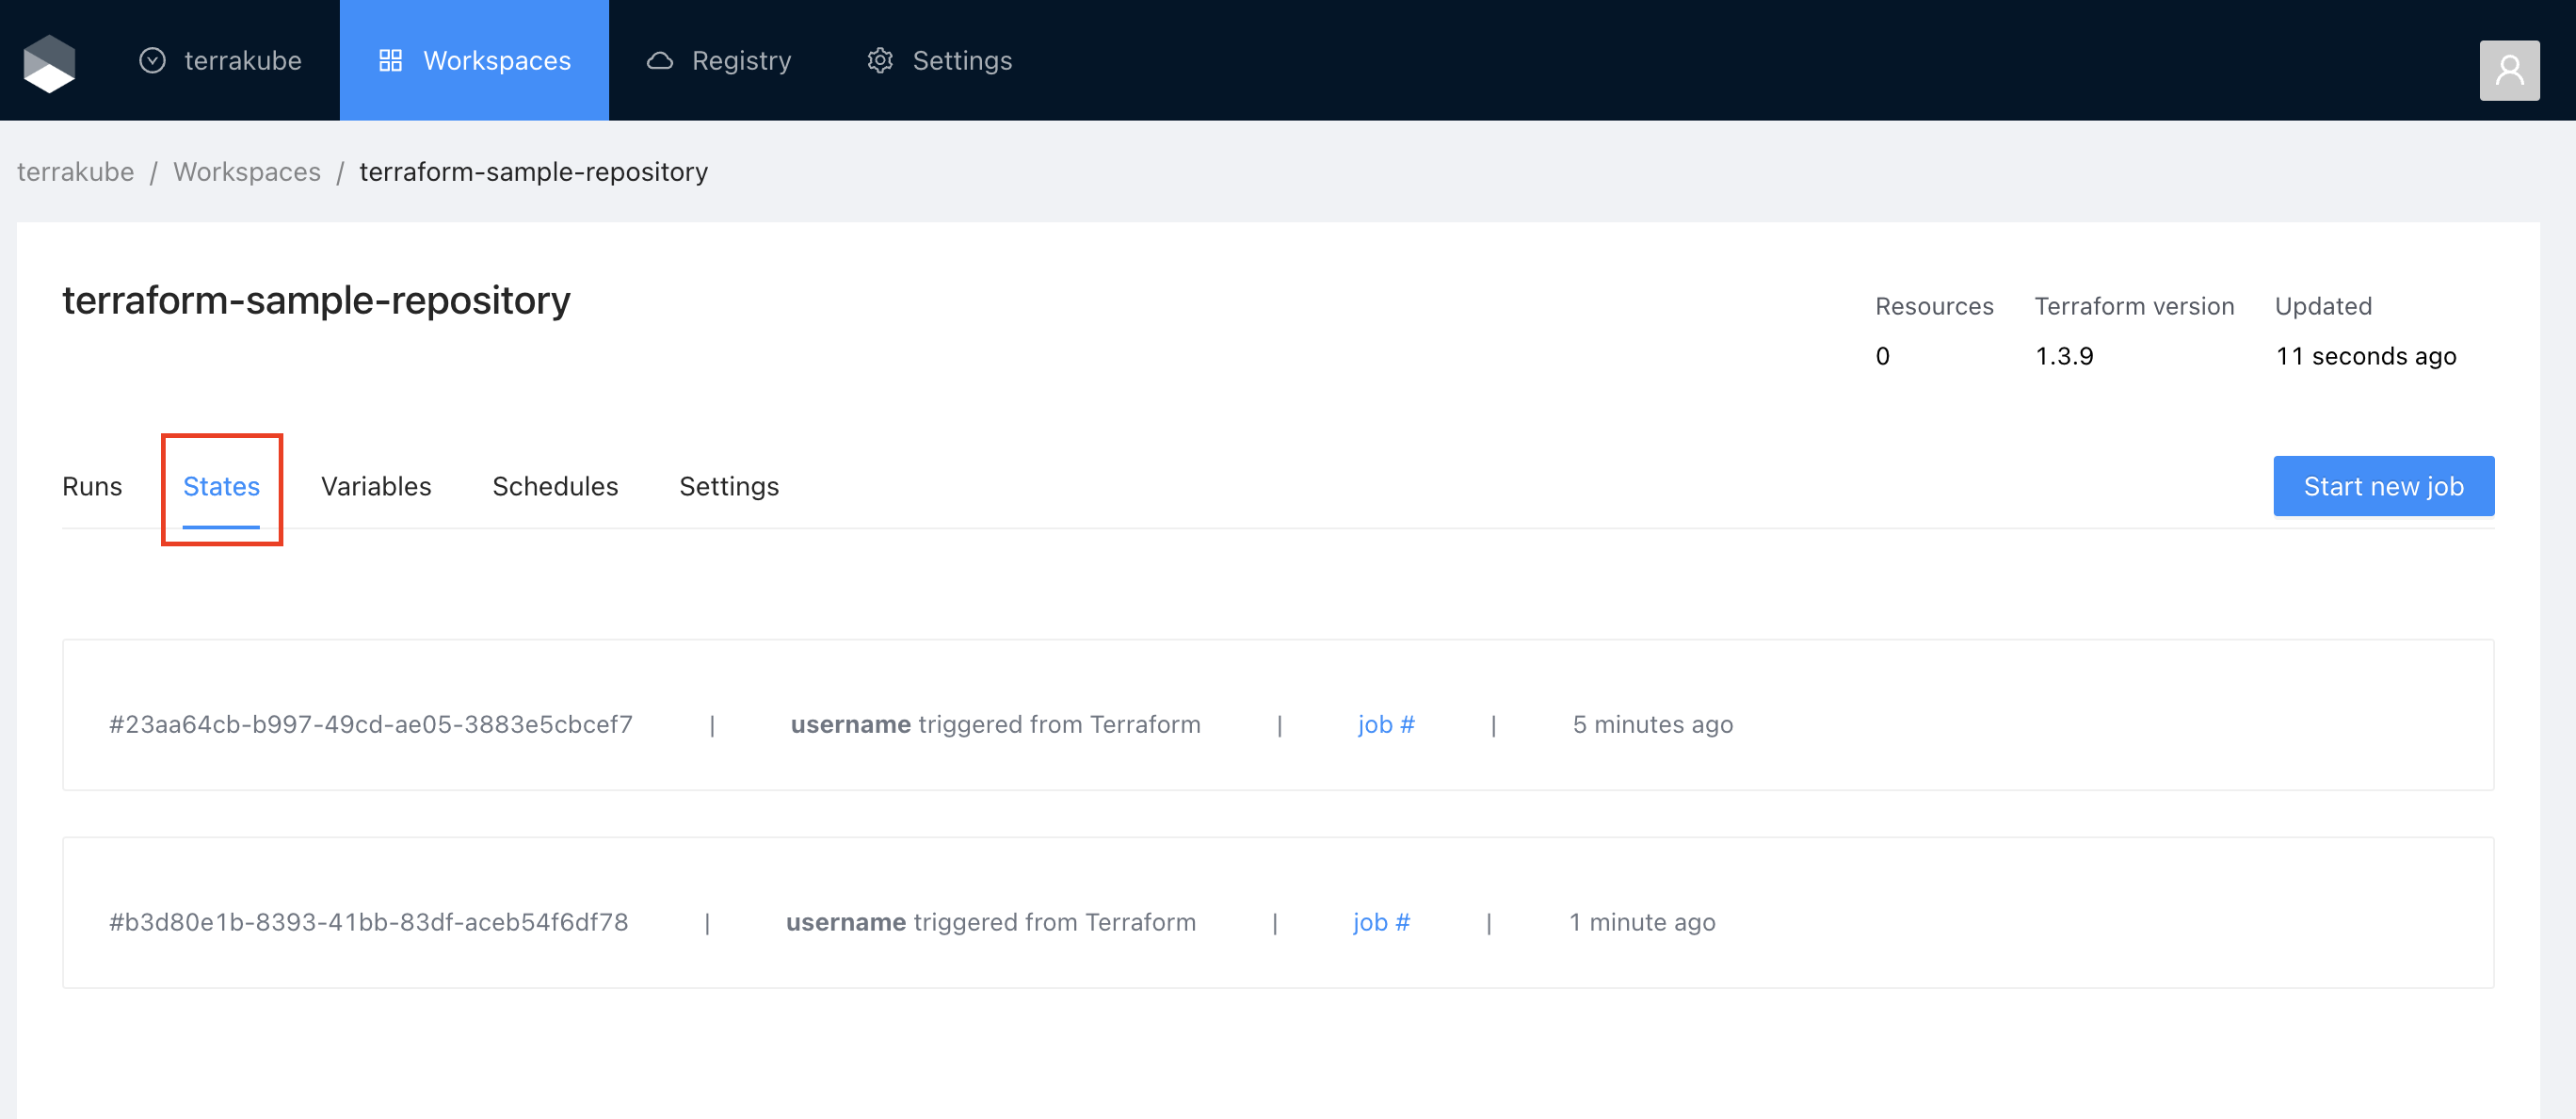 terrakube Workspaces Registry Settings
terrakube / Workspaces / terraform-sample-repository
terraform-sample-repository
Resources Terraform version Updated
0 1.3.9 11 seconds ago
Runs States Variables Schedules Settings Start new job
#23aa64cb-b997-49cd-ae05-3883e5cbcef7 | username triggered from Terraform | job # | 5 minutes ago
#b3d80e1b-8393-41bb-83df-aceb54f6df78 | username triggered from Terraform | job # | 1 minute ago